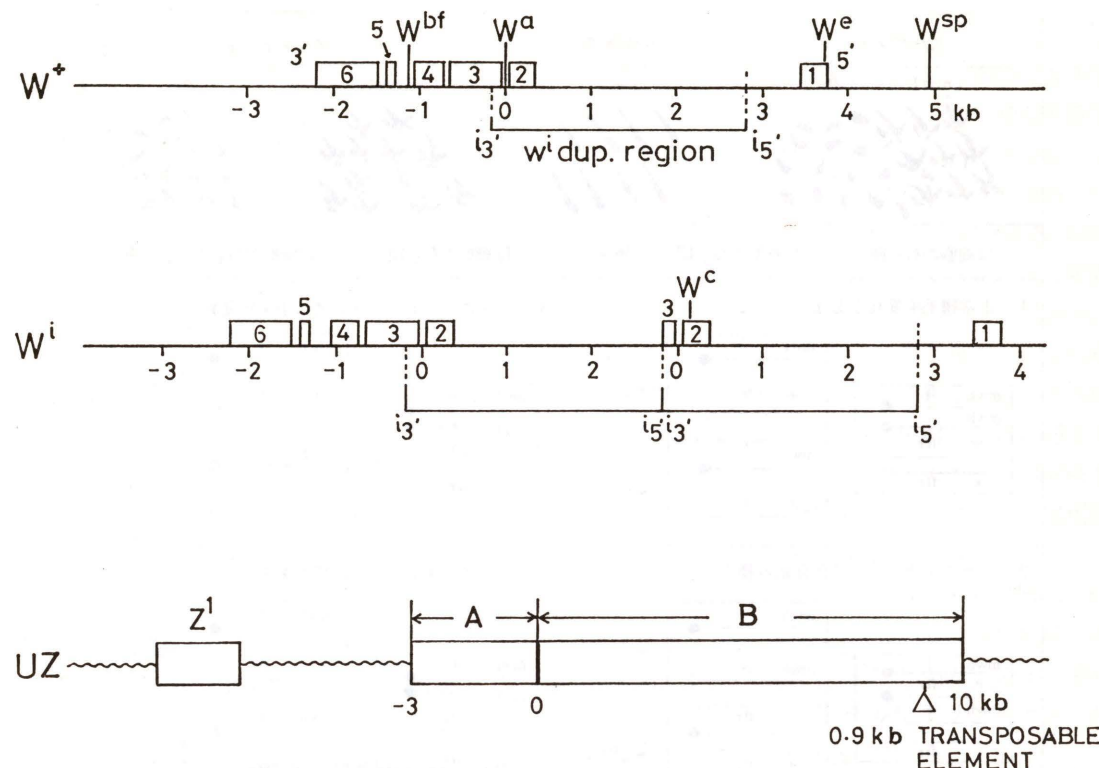 5 W^bf W^a W^e W^sp
3' 5'
W^+ 6 4 3 2 1
-3 -2 -1 0 1 2 3 4 5 kb
i3' w^i dup. region i5'
3 W^c
5
W^i 6 4 3 2 2 1
-3 -2 -1 0 1 2 0 1 2 3 4
i3' i5' i3' i5'
Z^1 A B
UZ
-3 0 10 kb
0·9 kb TRANSPOSABLE
ELEMENT